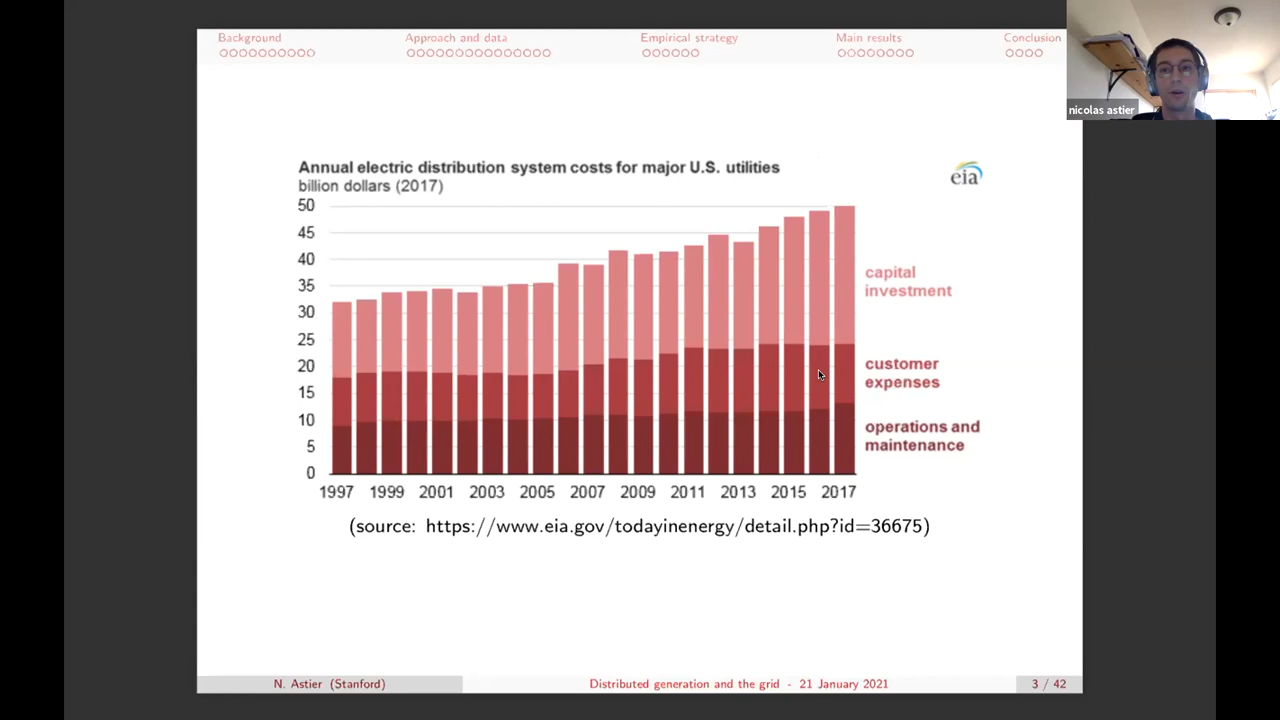 Background
Approach and data
Empirical strategy
Main results
Conclusion
nicolas astier
Annual electric distribution system costs for major U.S. utilities
billion dollars (2017)
eia
50
45
40
35
30
25
20
15
10
5
0
capital
investment
customer
expenses
operations and
maintenance
1997 1999 2001 2003 2005 2007 2009 2011 2013 2015 2017
(source: https://www.eia.gov/todayinenergy/detail.php?id=36675)
N. Astier (Stanford)
Distributed generation and the grid - 21 January 2021
3 / 42